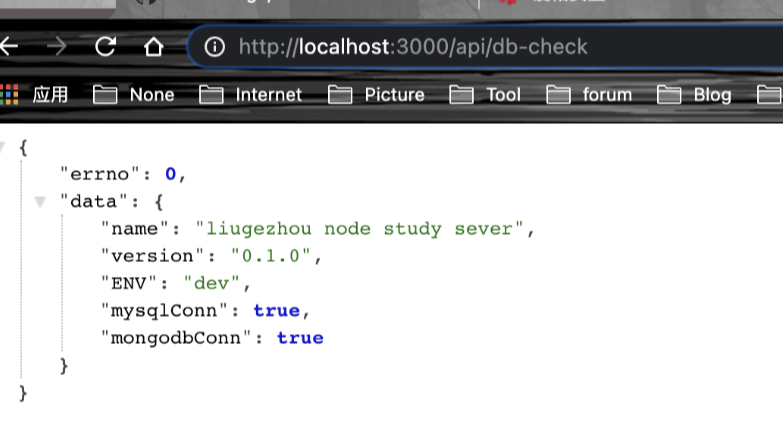 http://localhost:3000/api/db-check
应用 None Internet Picture Tool forum Blog
{
"errno": 0,
"data": {
"name": "liugezhou node study sever",
"version": "0.1.0",
"ENV": "dev",
"mysqlConn": true,
"mongodbConn": true
}
}